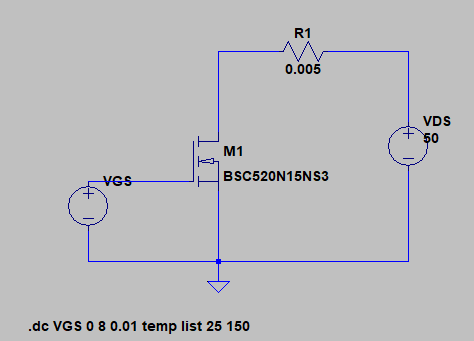 R1
0.005
VDS
50
M1
BSC520N15NS3
VGS
.dc VGS 0 8 0.01 temp list 25 150